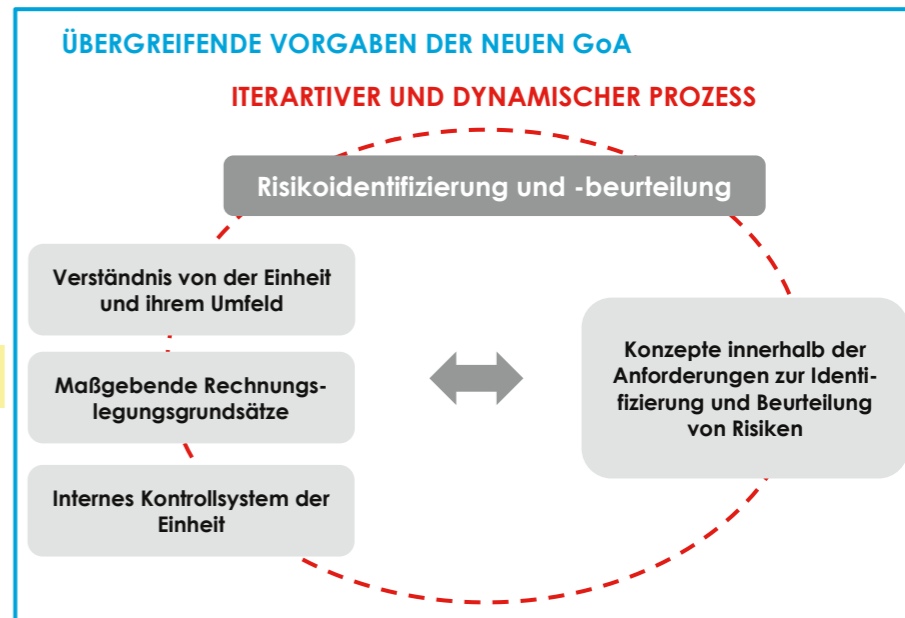 ÜBERGREIFENDE VORGABEN DER NEUEN GoA
ITERARTIVER UND DYNAMISCHER PROZESS
Risikoidentifizierung und -beurteilung
Verständnis von der Einheit
und ihrem Umfeld
Maßgebende Rechnungs-
legungsgrundsätze
Internes Kontrollsystem der
Einheit
Konzepte innerhalb der
Anforderungen zur Identi-
fizierung und Beurteilung
von Risiken